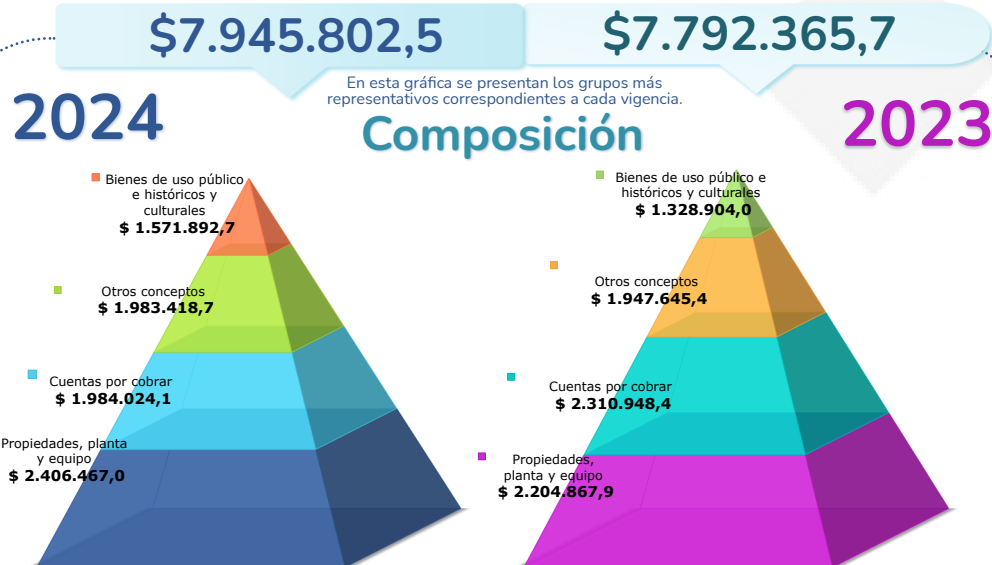 $7.945.802,5
$7.792.365,7
En esta gráfica se presentan los grupos más
representativos correspondientes a cada vigencia.
2024
Composición
2023
Bienes de uso público
e históricos y
culturales
$ 1.571.892,7
Otros conceptos
$ 1.983.418,7
Cuentas por cobrar
$ 1.984.024,1
Propiedades, planta
y equipo
$ 2.406.467,0
Bienes de uso público e
históricos y culturales
$ 1.328.904,0
Otros conceptos
$ 1.947.645,4
Cuentas por cobrar
$ 2.310.948,4
Propiedades,
planta y equipo
$ 2.204.867,9